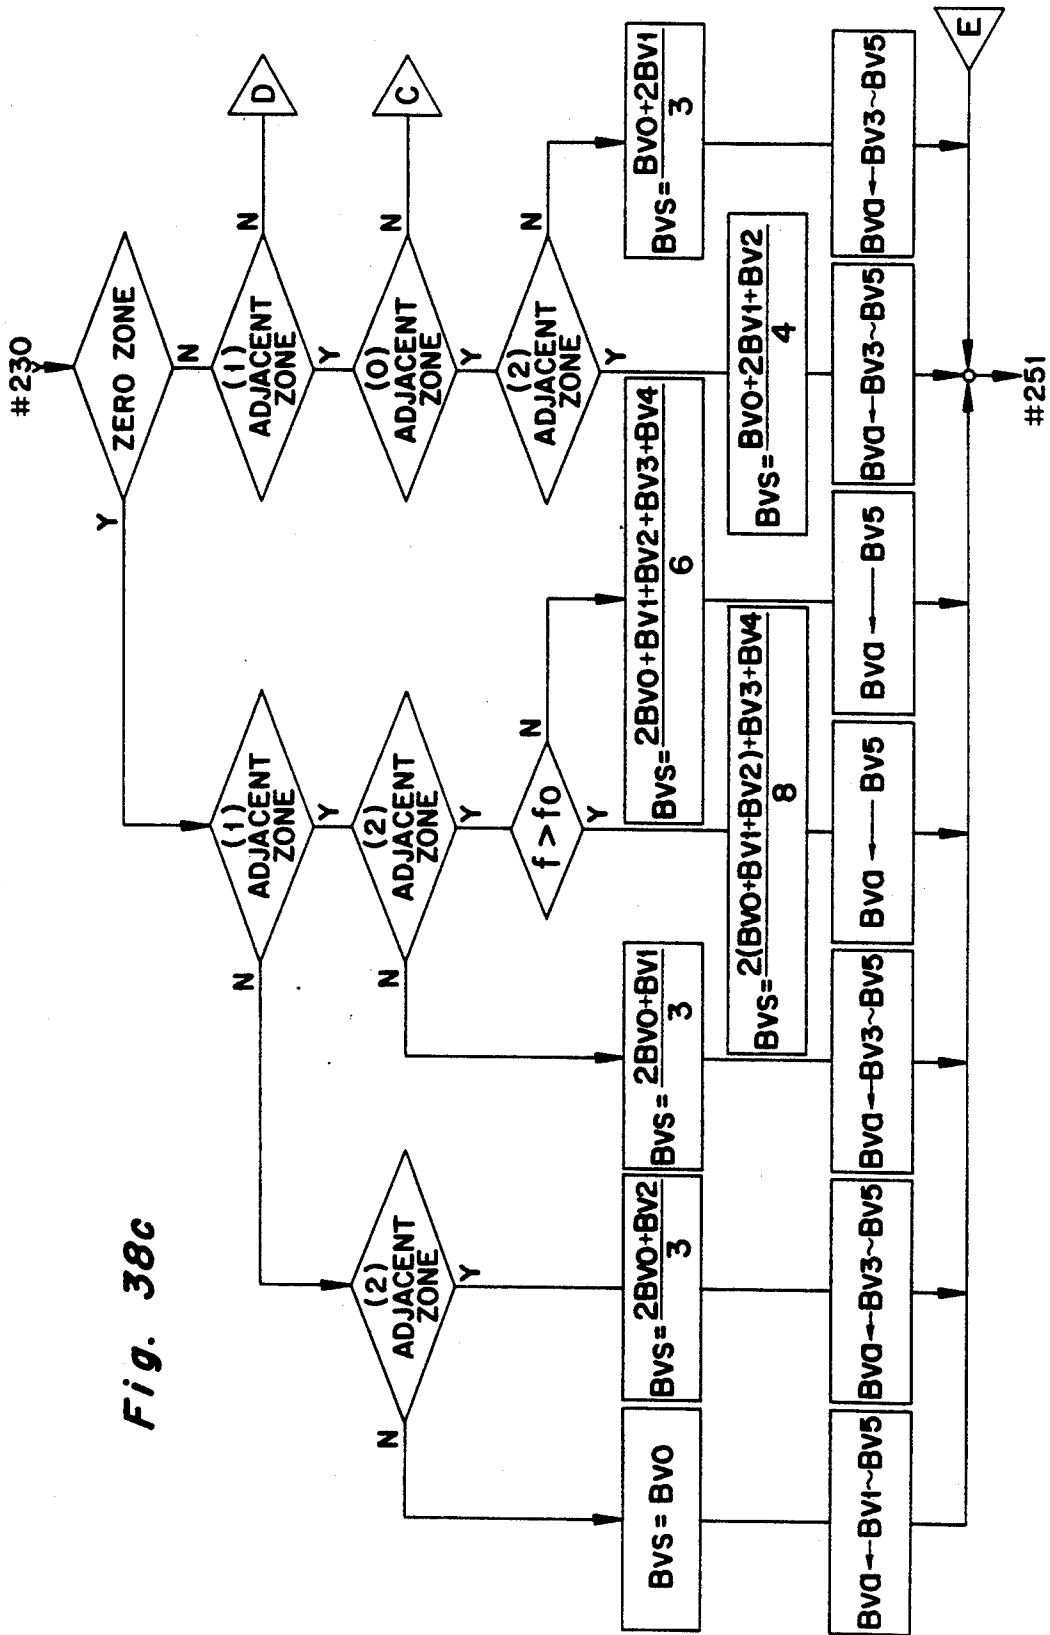 Fig. 38c
#230
ZERO ZONE
Y
N
(1)
ADJACENT
ZONE
N
Y
(1)
ADJACENT
ZONE
N
Y
D
(2)
ADJACENT
ZONE
N
Y
(2)
ADJACENT
ZONE
N
Y
(0)
ADJACENT
ZONE
N
Y
C
f>f0
N
Y
(2)
ADJACENT
ZONE
N
Y
BVS=BV0
BVS=2BV0+BV2
3
BVS=2BV0+BV1
3
BVS=2BV0+BV1+BV2+BV3+BV4
6
BVS=BV0+2BV1
3
BVS=2(BV0+BV1+BV2)+BV3+BV4
8
BVS=BV0+2BV1+BV2
4
BVa←BV1~BV5
BVa←BV3~BV5
BVa←BV3~BV5
BVa←BV5
BVa←BV5
BVa←BV3~BV5
BVa←BV3~BV5
E
#251